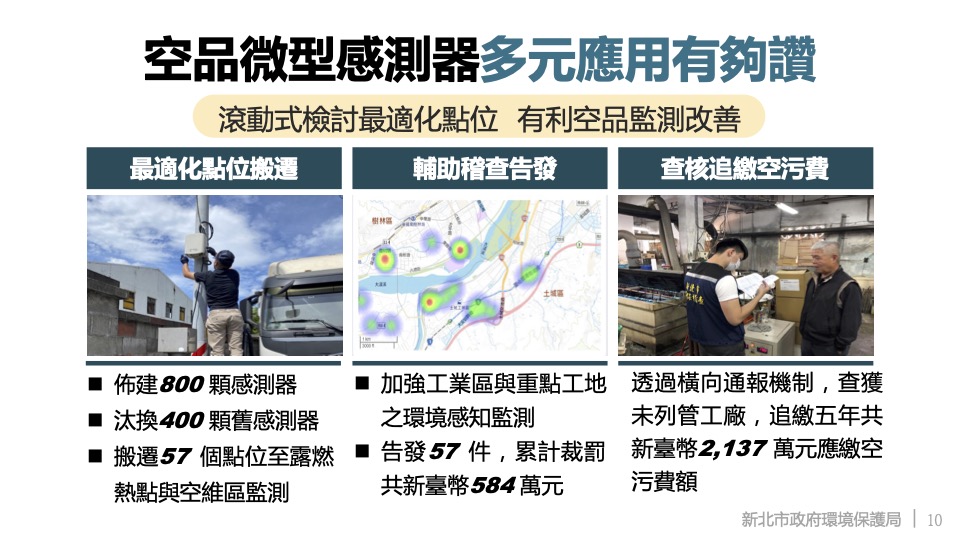 空品微型感測器多元應用有夠讚
滾動式檢討最適化點位 有利空品監測改善
最適化點位搬遷
■ 佈建800 顆感測器
■ 汰換400 顆舊感測器
■ 搬遷57 個點位至露燃
熱點與空維區監測
輔助稽查告發
樹林區
土城區
■ 加強工業區與重點工地
之環境感知監測
■ 告發57 件，累計裁罰
共新臺幣584 萬元
查核追繳空污費
透過橫向通報機制，查獲
未列管工廠，追繳五年共
新臺幣2,137 萬元應繳空
污費額
新北市政府環境保護局 | 10